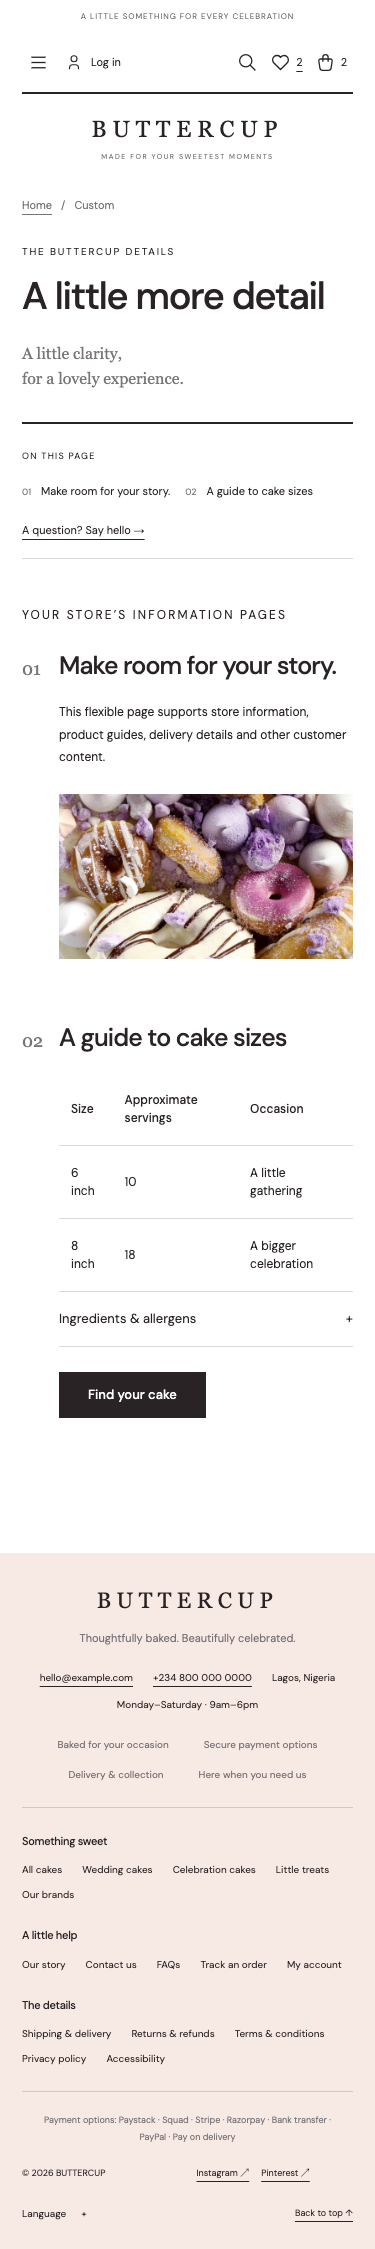 A LITTLE SOMETHING FOR EVERY CELEBRATION
Log in 2 2
BUTTERCUP
MADE FOR YOUR SWEETEST MOMENTS
Home / Custom
THE BUTTERCUP DETAILS
A little more detail
A little clarity,
for a lovely experience.
ON THIS PAGE
01 Make room for your story. 02 A guide to cake sizes
A question? Say hello →
YOUR STORE’S INFORMATION PAGES
01 Make room for your story.
This flexible page supports store information,
product guides, delivery details and other customer
content.
02 A guide to cake sizes
Size Approximate servings Occasion
6 inch 10 A little gathering
8 inch 18 A bigger celebration
Ingredients & allergens +
Find your cake
BUTTERCUP
Thoughtfully baked. Beautifully celebrated.
hello@example.com +234 800 000 0000 Lagos, Nigeria
Monday–Saturday · 9am–6pm
Baked for your occasion Secure payment options
Delivery & collection Here when you need us
Something sweet
All cakes Wedding cakes Celebration cakes Little treats
Our brands
A little help
Our story Contact us FAQs Track an order My account
The details
Shipping & delivery Returns & refunds Terms & conditions
Privacy policy Accessibility
Payment options: Paystack · Squad · Stripe · Razorpay · Bank transfer ·
PayPal · Pay on delivery
© 2026 BUTTERCUP Instagram ↗ Pinterest ↗
Language + Back to top ↑